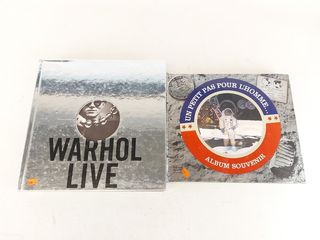 WARHOL
LIVE
UN PETIT PAS POUR L'HOMME...
ALBUM SOUVENIR